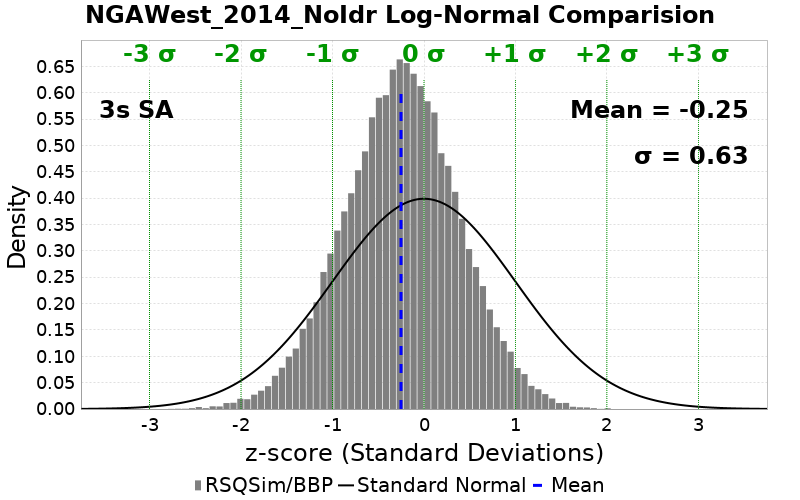 NGAWest_2014_NoIdr Log-Normal Comparision
-3 σ -2 σ -1 σ 0 σ +1 σ +2 σ +3 σ
3s SA
Mean = -0.25
σ = 0.63
Density
0.65
0.60
0.55
0.50
0.45
0.40
0.35
0.30
0.25
0.20
0.15
0.10
0.05
0.00
-3 -2 -1 0 1 2 3
z-score (Standard Deviations)
RSQSim/BBP Standard Normal Mean